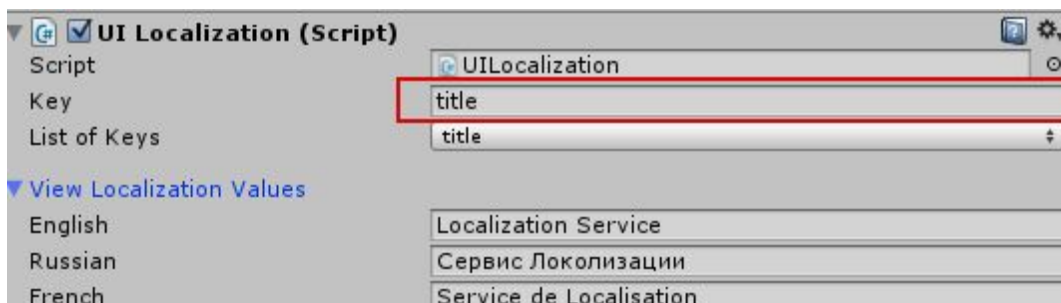 UI Localization (Script)
Script UILocalization
Key title
List of Keys title
View Localization Values
English Localization Service
Russian Сервис Локолизации
French Service de Localisation